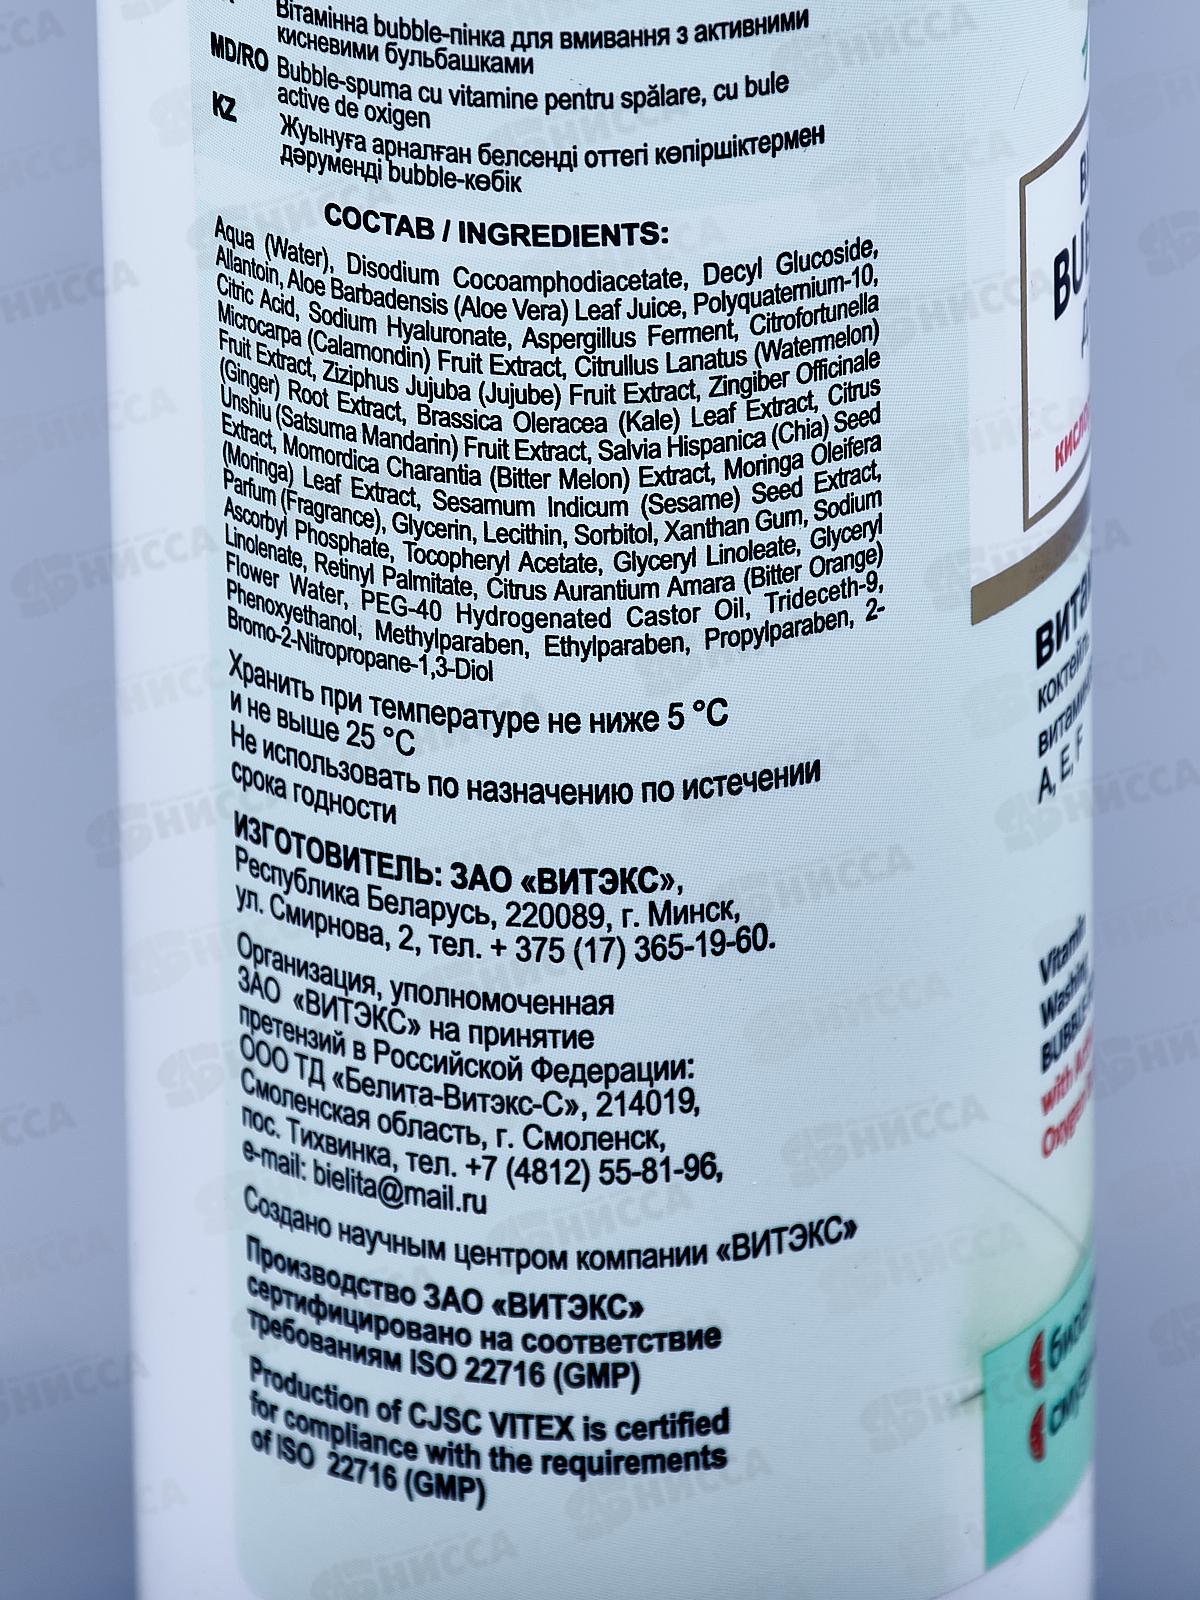 Вітамінна bubble-пінка для вмивання з активними
кисневими бульбашками
MD/RO Bubble-spuma cu vitamine pentru spălare, cu bule
active de oxigen
KZ Жуынуға арналған белсенді оттегі көпіршіктермен
дәруменді bubble-көбік
СОСТАВ / INGREDIENTS:
Aqua (Water), Disodium Cocoamphodiacetate, Decyl Glucoside,
Allantoin, Aloe Barbadensis (Aloe Vera) Leaf Juice, Polyquaternium-10,
Citric Acid, Sodium Hyaluronate, Aspergillus Ferment, Citrofortunella
Microcarpa (Calamondin) Fruit Extract, Citrullus Lanatus (Watermelon)
Fruit Extract, Ziziphus Jujuba (Jujube) Fruit Extract, Zingiber Officinale
(Ginger) Root Extract, Brassica Oleracea (Kale) Leaf Extract, Citrus
Unshiu (Satsuma Mandarin) Fruit Extract, Salvia Hispanica (Chia) Seed
Extract, Momordica Charantia (Bitter Melon) Extract, Moringa Oleifera
(Moringa) Leaf Extract, Sesamum Indicum (Sesame) Seed Extract,
Parfum (Fragrance), Glycerin, Lecithin, Sorbitol, Xanthan Gum, Sodium
Ascorbyl Phosphate, Tocopheryl Acetate, Glyceryl Linoleate, Glyceryl
Linolenate, Retinyl Palmitate, Citrus Aurantium Amara (Bitter Orange)
Flower Water, PEG-40 Hydrogenated Castor Oil, Trideceth-9,
Phenoxyethanol, Methylparaben, Ethylparaben, Propylparaben, 2-
Bromo-2-Nitropropane-1,3-Diol
Хранить при температуре не ниже 5 °С
и не выше 25 °С
Не использовать по назначению по истечении
срока годности
ИЗГОТОВИТЕЛЬ: ЗАО «ВИТЭКС»,
Республика Беларусь, 220089, г. Минск,
ул. Смирнова, 2, тел. + 375 (17) 365-19-60.
Организация, уполномоченная
ЗАО «ВИТЭКС» на принятие
претензий в Российской Федерации:
ООО ТД «Белита-Витэкс-С», 214019,
Смоленская область, г. Смоленск,
пос. Тихвинка, тел. +7 (4812) 55-81-96,
e-mail: bielita@mail.ru
Создано научным центром компании «ВИТЭКС»
Производство ЗАО «ВИТЭКС»
сертифицировано на соответствие
требованиям ISO 22716 (GMP)
Production of CJSC VITEX is certified
for compliance with the requirements
of ISO 22716 (GMP)
A, E, F
Vitamin
with
НИССА